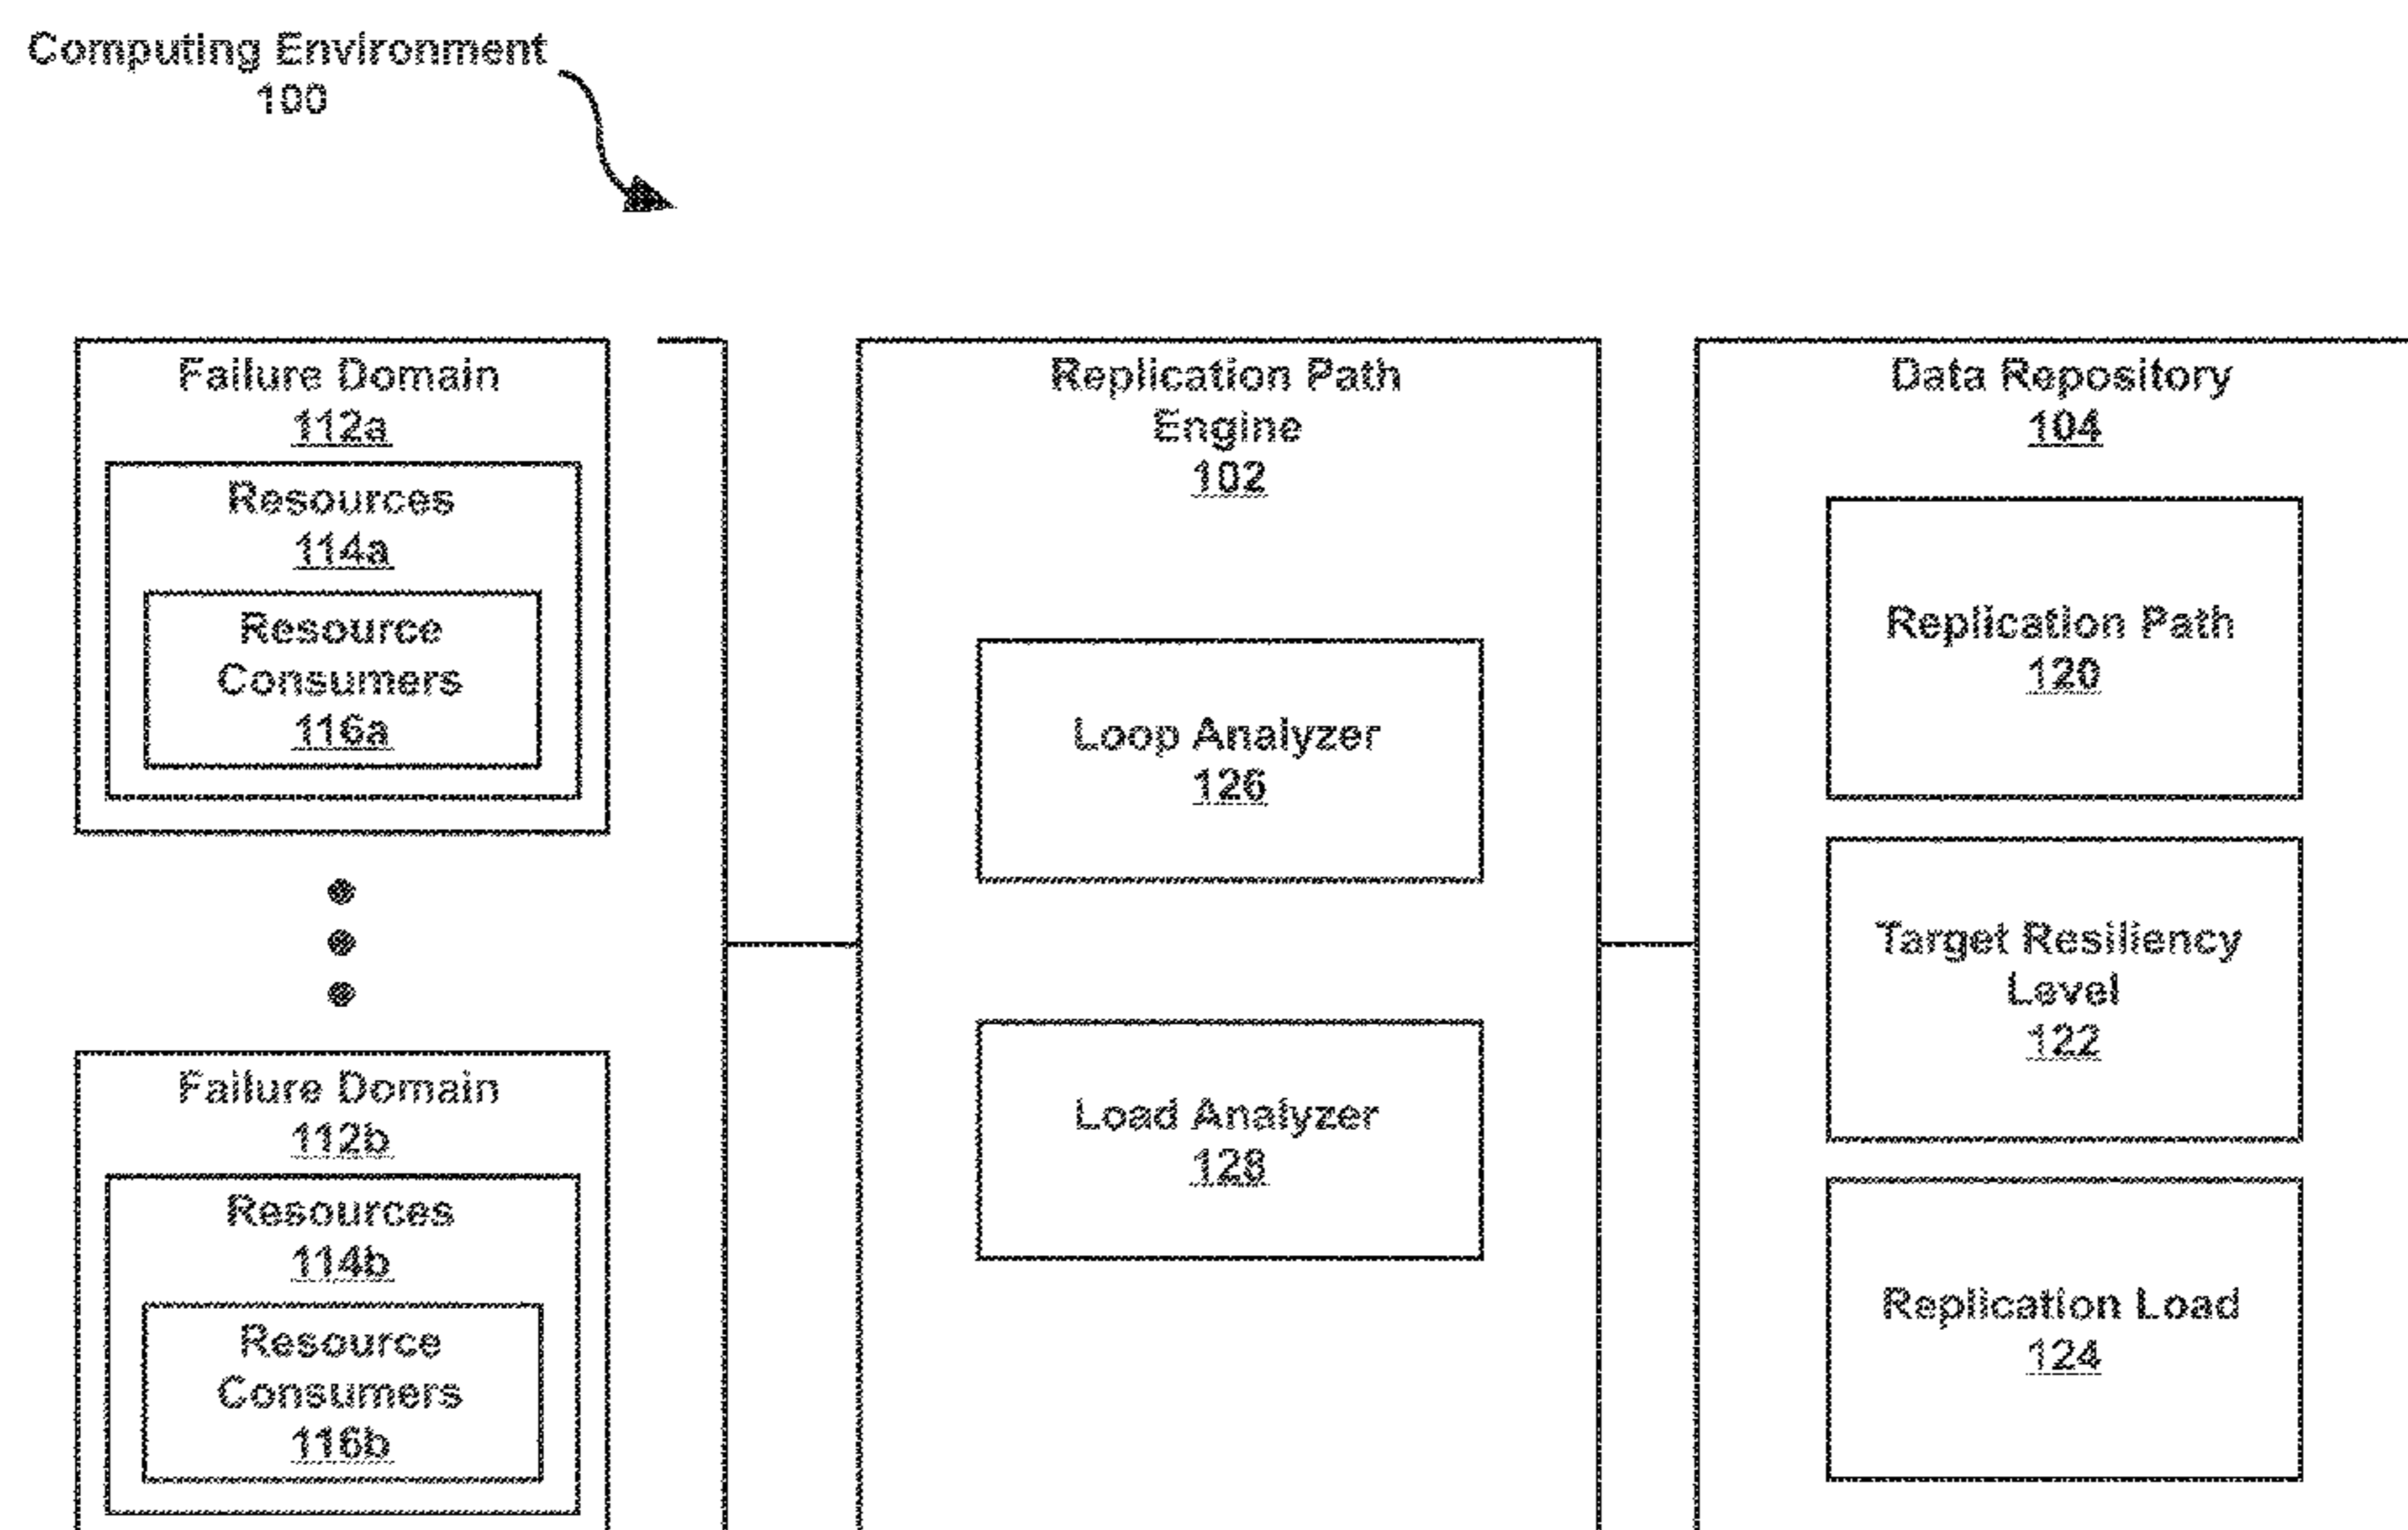 Computing Environment
100
Failure Domain
112a
Resources
114a
Resource
Consumers
116a
Failure Domain
112b
Resources
114b
Resource
Consumers
116b
Replication Path
Engine
102
Loop Analyzer
126
Load Analyzer
128
Data Repository
104
Replication Path
120
Target Resiliency
Level
122
Replication Load
124